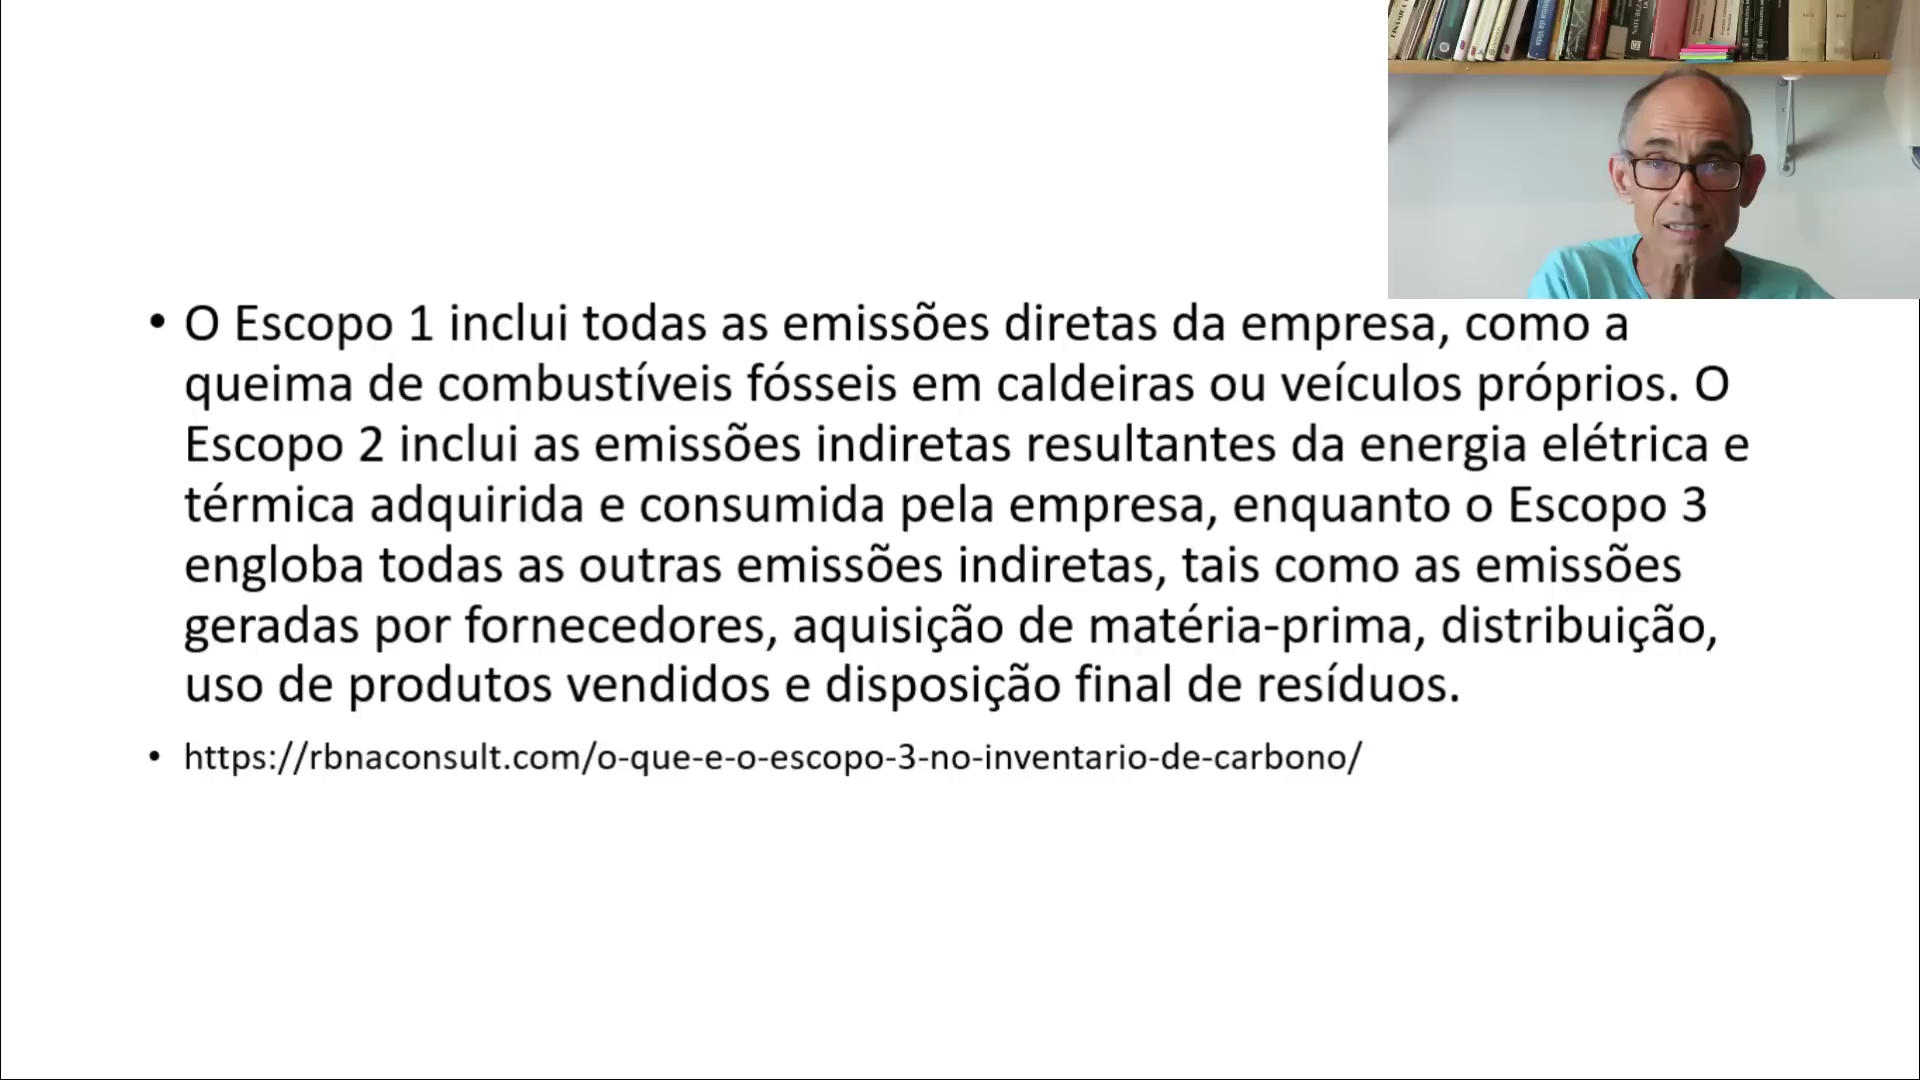 • O Escopo 1 inclui todas as emissões diretas da empresa, como a
queima de combustíveis fósseis em caldeiras ou veículos próprios. O
Escopo 2 inclui as emissões indiretas resultantes da energia elétrica e
térmica adquirida e consumida pela empresa, enquanto o Escopo 3
engloba todas as outras emissões indiretas, tais como as emissões
geradas por fornecedores, aquisição de matéria-prima, distribuição,
uso de produtos vendidos e disposição final de resíduos.
• https://rbnaconsult.com/o-que-e-o-escopo-3-no-inventario-de-carbono/